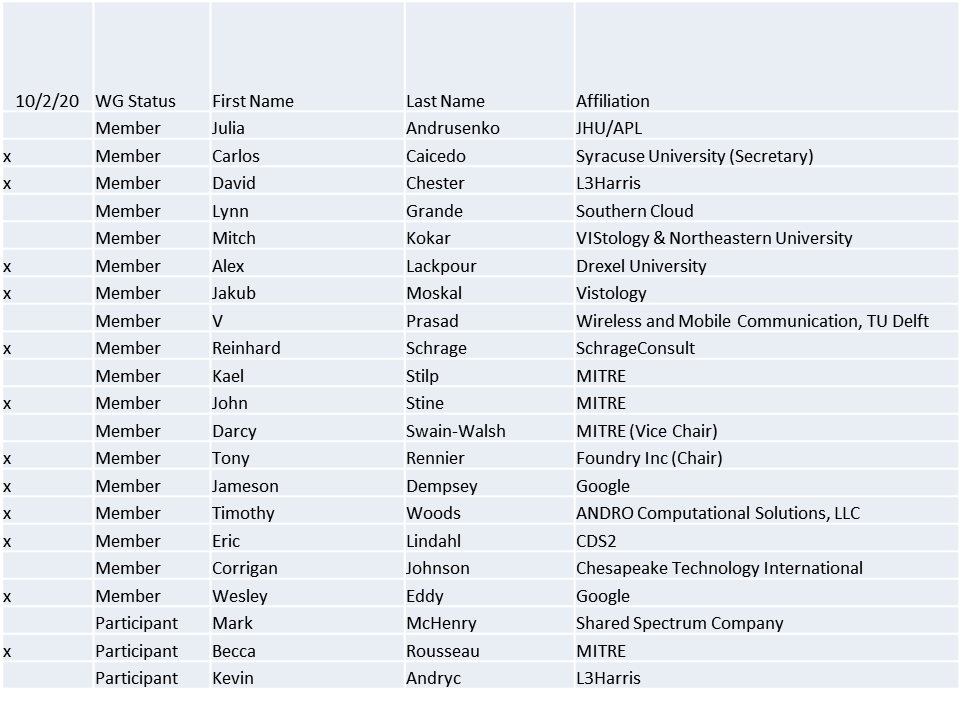 10/2/20 WG Status First Name Last Name Affiliation
Member Julia Andrusenko JHU/APL
x Member Carlos Caicedo Syracuse University (Secretary)
x Member David Chester L3Harris
Member Lynn Grande Southern Cloud
Member Mitch Kokar VIStology & Northeastern University
x Member Alex Lackpour Drexel University
x Member Jakub Moskal Vistology
Member V Prasad Wireless and Mobile Communication, TU Delft
x Member Reinhard Schrage SchrageConsult
Member Kael Stilp MITRE
x Member John Stine MITRE
Member Darcy Swain-Walsh MITRE (Vice Chair)
x Member Tony Rennier Foundry Inc (Chair)
x Member Jameson Dempsey Google
x Member Timothy Woods ANDRO Computational Solutions, LLC
x Member Eric Lindahl CDS2
Member Corrigan Johnson Chesapeake Technology International
x Member Wesley Eddy Google
Participant Mark McHenry Shared Spectrum Company
x Participant Becca Rousseau MITRE
Participant Kevin Andryc L3Harris